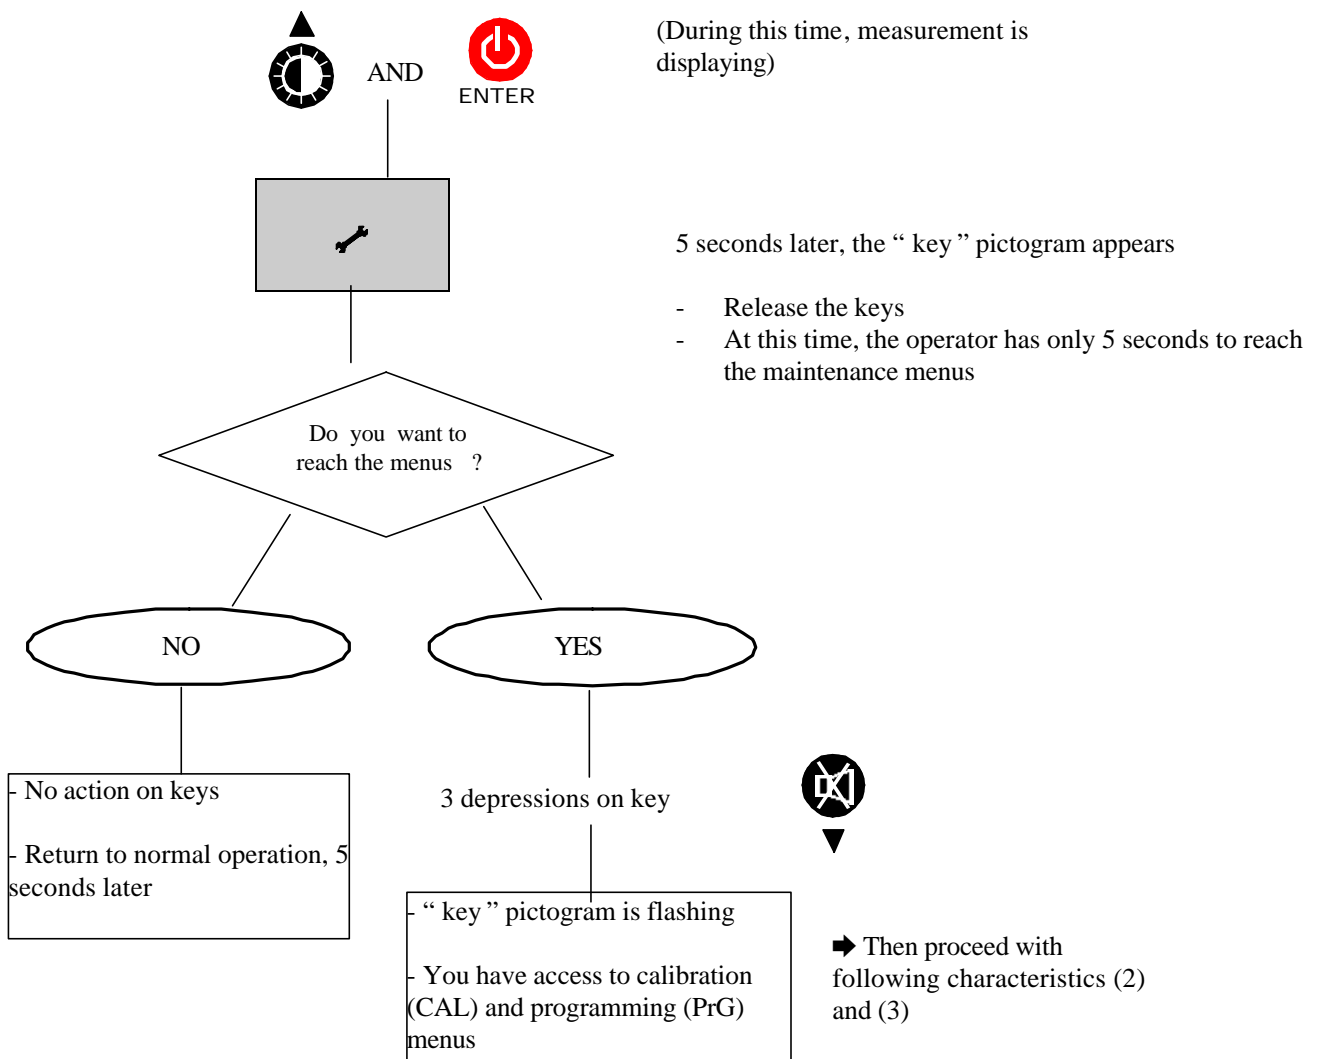 (During this time, measurement is
displaying)
AND
ENTER
5 seconds later, the “ key ” pictogram appears
- Release the keys
- At this time, the operator has only 5 seconds to reach
the maintenance menus
Do you want to
reach the menus ?
NO
YES
- No action on keys
- Return to normal operation, 5
seconds later
3 depressions on key
- “ key ” pictogram is flashing
- You have access to calibration
(CAL) and programming (PrG)
menus
➨ Then proceed with
following characteristics (2)
and (3)